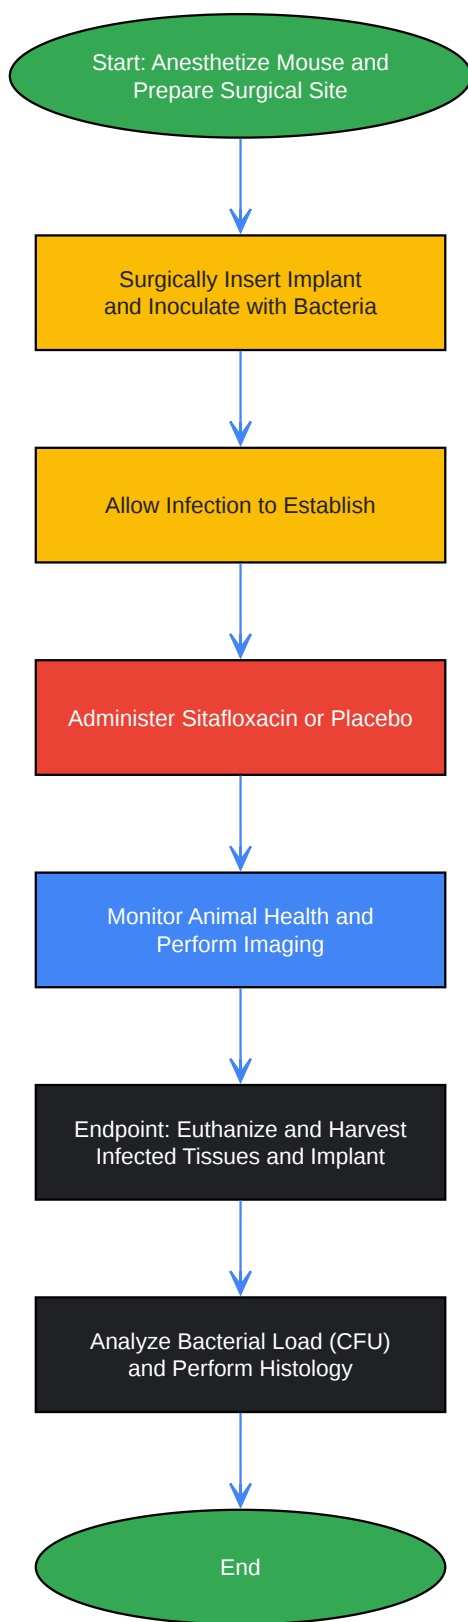 Start: Anesthetize Mouse and
Prepare Surgical Site
Surgically Insert Implant
and Inoculate with Bacteria
Allow Infection to Establish
Administer Sitafloxacin or Placebo
Monitor Animal Health and
Perform Imaging
Endpoint: Euthanize and Harvest
Infected Tissues and Implant
Analyze Bacterial Load (CFU)
and Perform Histology
End